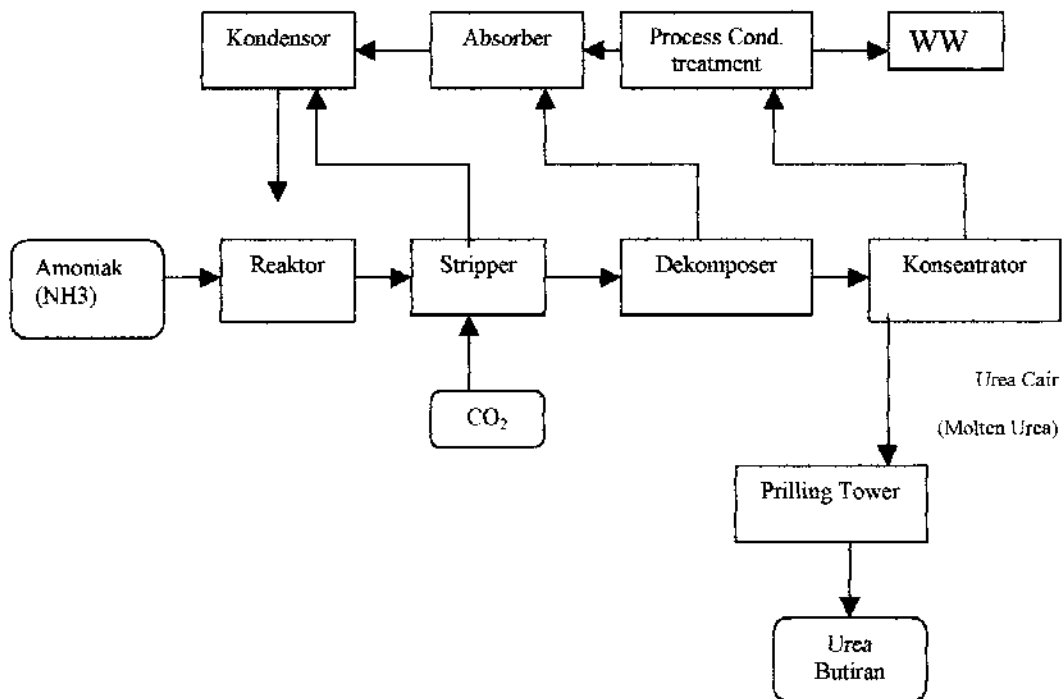 Kondensor
Absorber
Process Cond.
treatment
WW
Amoniak
(NH3)
Reaktor
Stripper
Dekomposer
Konsentrator
CO₂
Urea Cair
(Molten Urea)
Prilling Tower
Urea
Butiran